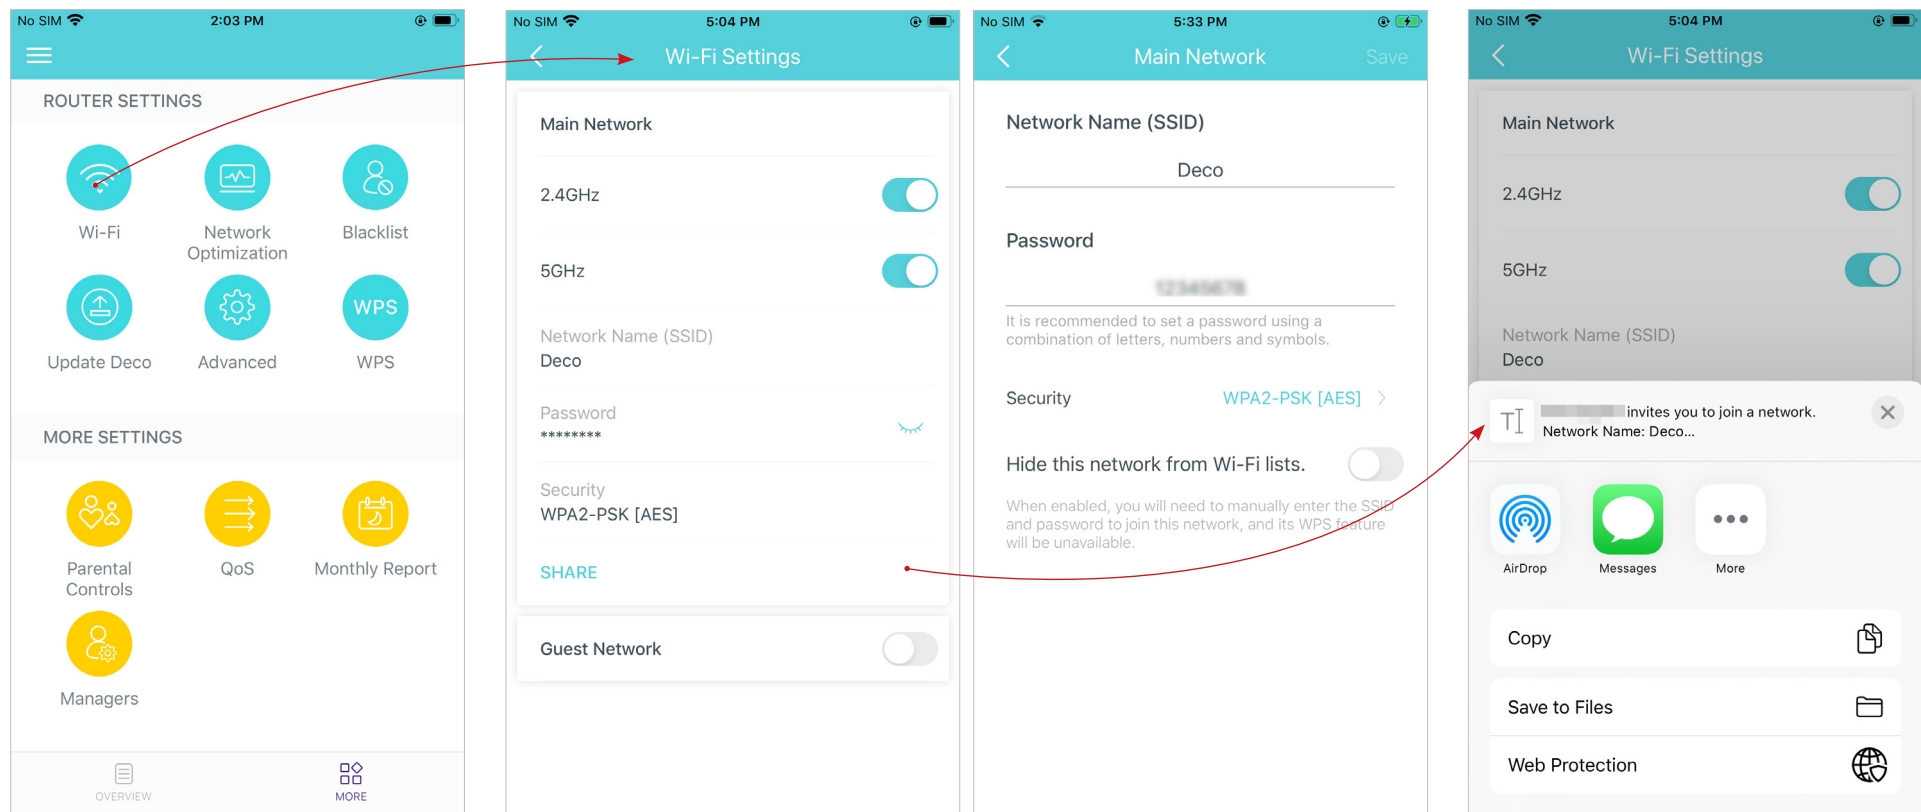 No SIM 2:03 PM
ROUTER SETTINGS
Wi-Fi
Network
Optimization
Blacklist
WPS
Update Deco
Advanced
WPS
MORE SETTINGS
Parental
Controls
QoS
Monthly Report
Managers
OVERVIEW
MORE
No SIM 5:04 PM
Wi-Fi Settings
Main Network
2.4GHz
5GHz
Network Name (SSID)
Deco
Password
********
Security
WPA2-PSK [AES]
SHARE
Guest Network
No SIM 5:33 PM
Main Network Save
Network Name (SSID)
Deco
Password
12345678
It is recommended to set a password using a
combination of letters, numbers and symbols.
Security WPA2-PSK [AES]
Hide this network from Wi-Fi lists.
When enabled, you will need to manually enter the SSID
and password to join this network, and its WPS feature
will be unavailable.
No SIM 5:04 PM
Wi-Fi Settings
Main Network
2.4GHz
5GHz
Network Name (SSID)
Deco
invites you to join a network.
Network Name: Deco...
AirDrop
Messages
More
Copy
Save to Files
Web Protection